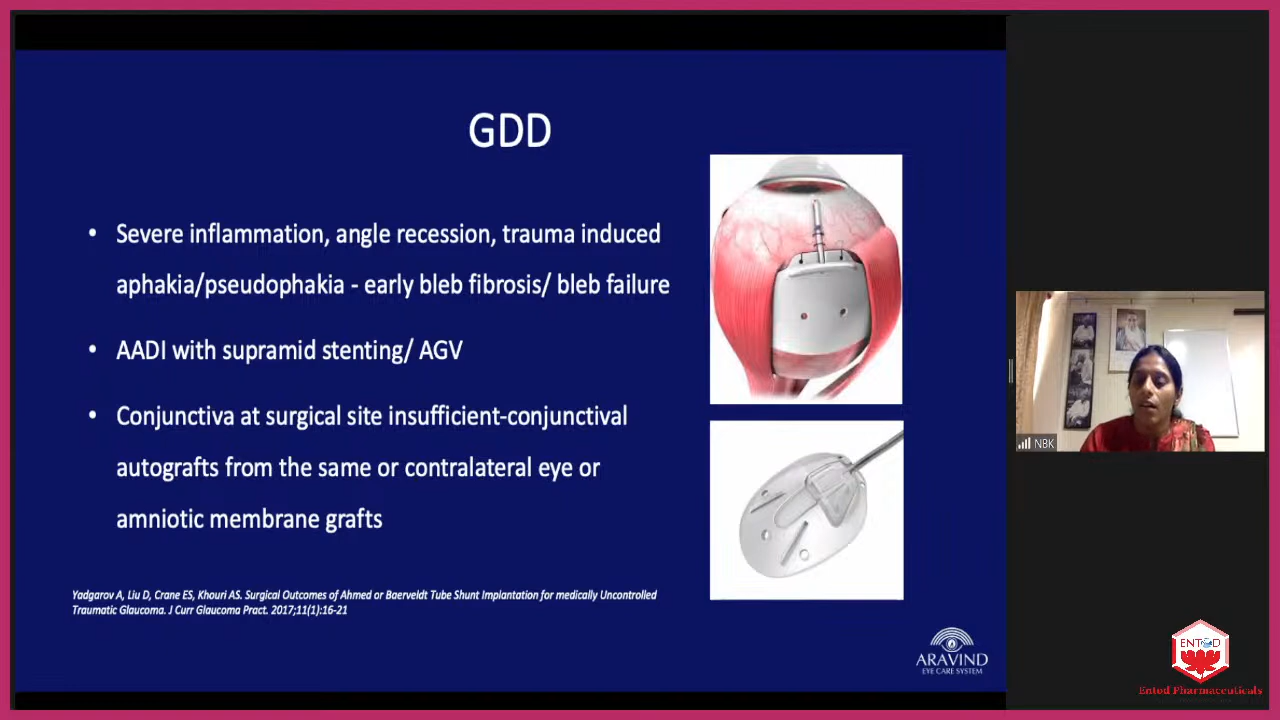 GDD
• Severe inflammation, angle recession, trauma induced
aphakia/pseudophakia - early bleb fibrosis/ bleb failure
• AADI with supramid stenting/ AGV
• Conjunctiva at surgical site insufficient-conjunctival
autografts from the same or contralateral eye or
amniotic membrane grafts
Yadgarov A, Liu D, Crane ES, Khouri AS. Surgical Outcomes of Ahmed or Baerveldt Tube Shunt Implantation for medically Uncontrolled
Traumatic Glaucoma. J Curr Glaucoma Pract. 2017;11(1):16-21
ARAVIND
EYE CARE SYSTEM
NBK
ENTOD
Entod Pharmaceuticals